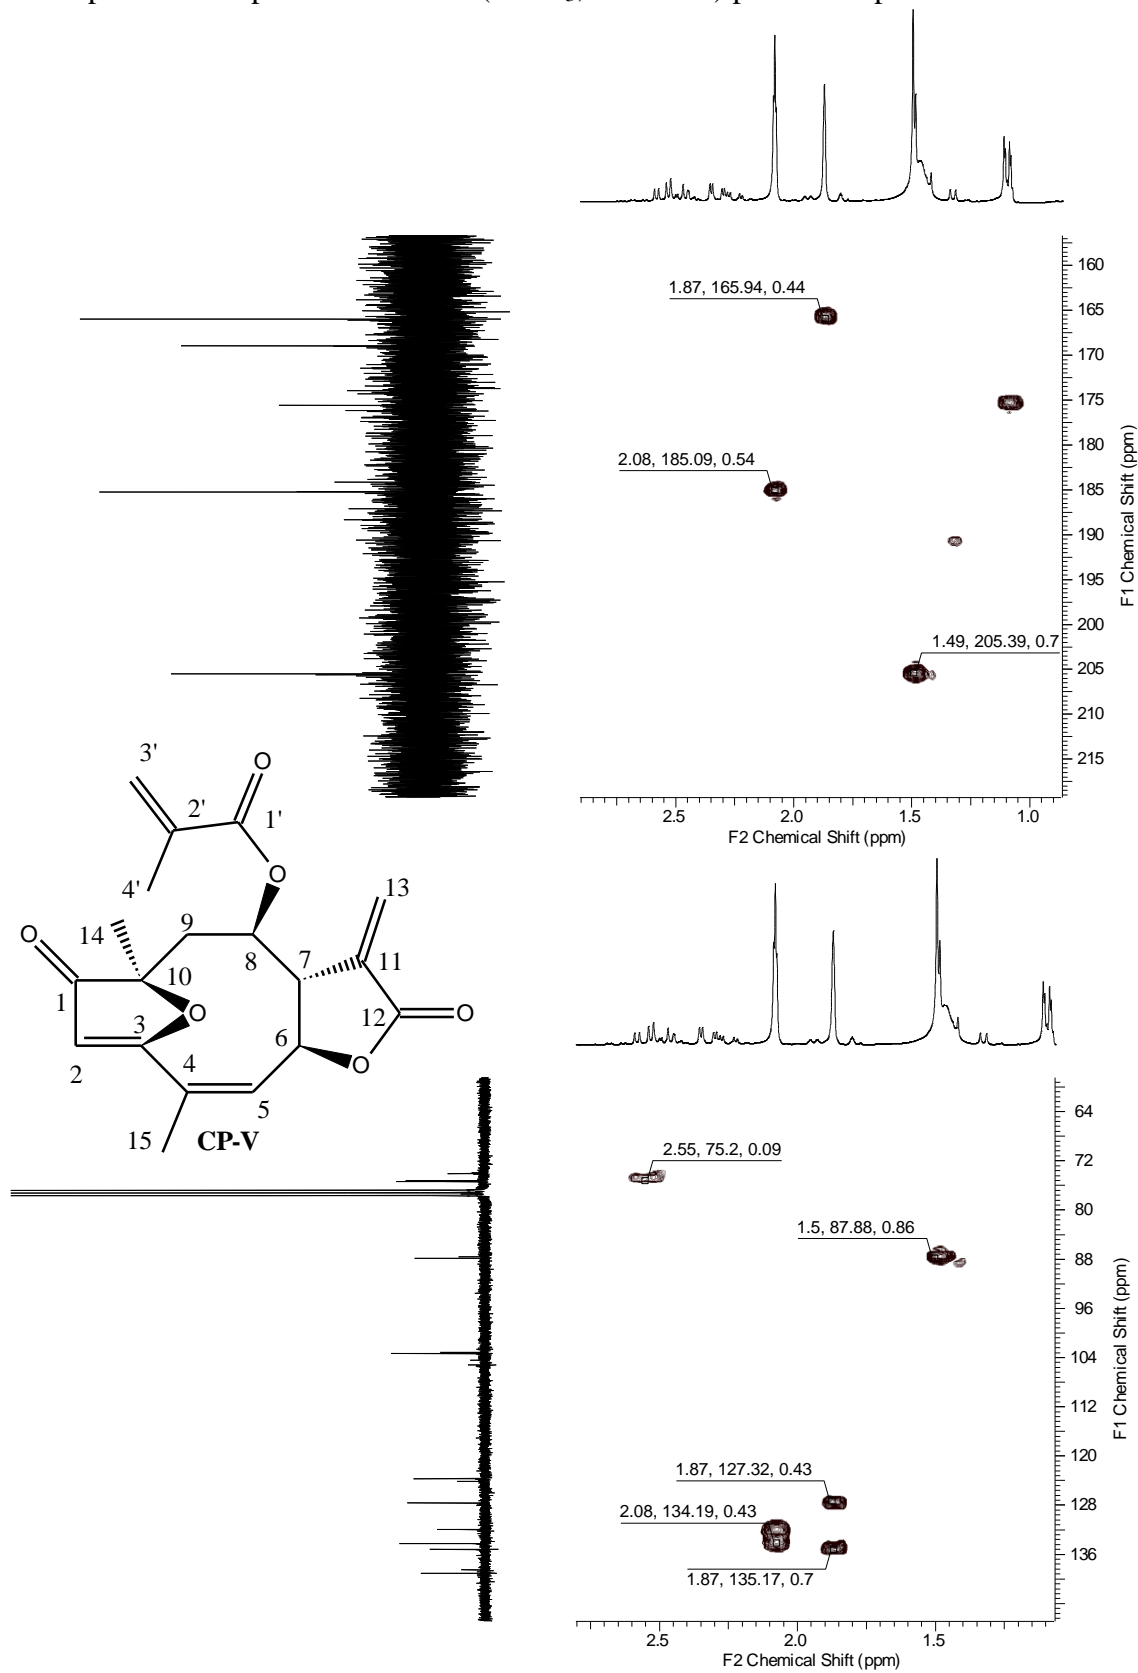 1.87, 165.94, 0.44
160
165
170
175
180
185
190
195
200
205
210
215
F1 Chemical Shift (ppm)
2.08, 185.09, 0.54
1.49, 205.39, 0.7
2.5 2.0 1.5 1.0
F2 Chemical Shift (ppm)
3'
O
2'
1'
O
4'
13
14
9
O
8
7
11
10
1
O
12
O
3
6
4
O
2
5
15
CP-V
2.55, 75.2, 0.09
1.5, 87.88, 0.86
64
72
80
88
96
104
112
120
128
136
F1 Chemical Shift (ppm)
1.87, 127.32, 0.43
2.08, 134.19, 0.43
1.87, 135.17, 0.7
2.5 2.0 1.5
F2 Chemical Shift (ppm)